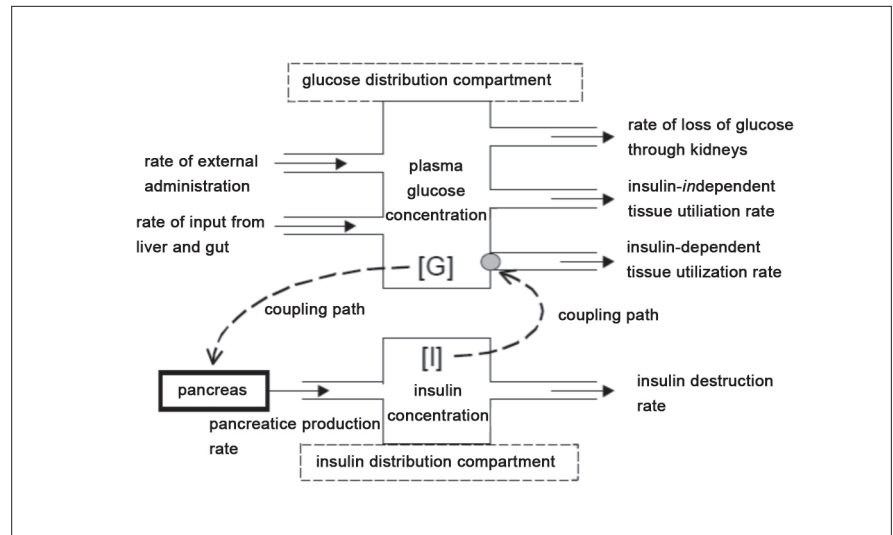 glucose distribution compartment
rate of external
administration
rate of input from
liver and gut
plasma
glucose
concentration
[G]
rate of loss of glucose
through kidneys
insulin-independent
tissue utiliation rate
insulin-dependent
tissue utilization rate
coupling path
coupling path
pancreas
pancreatice production
rate
[I]
insulin
concentration
insulin destruction
rate
insulin distribution compartment